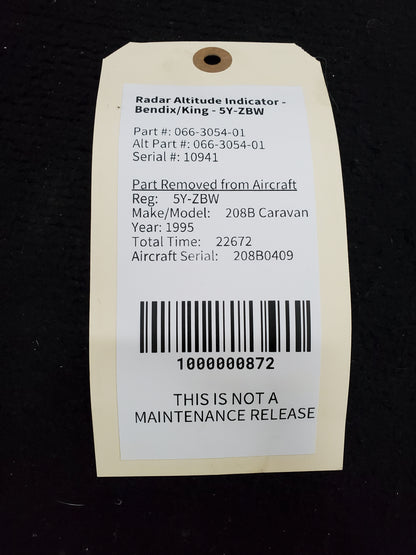 Radar Altitude Indicator -
Bendix/King - 5Y-ZBW
Part #: 066-3054-01
Alt Part #: 066-3054-01
Serial #: 10941
Part Removed from Aircraft
Reg: 5Y-ZBW
Make/Model: 208B Caravan
Year: 1995
Total Time: 22672
Aircraft Serial: 208B0409
1000000872
THIS IS NOT A
MAINTENANCE RELEASE